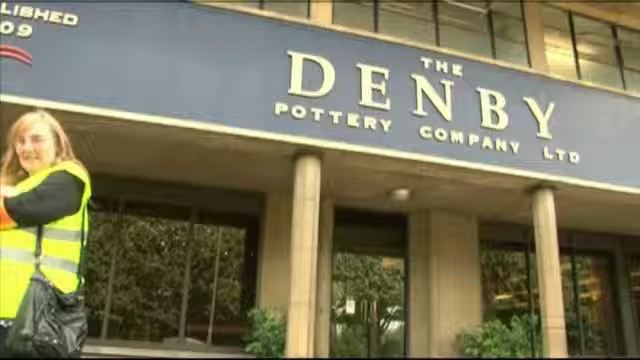 LISHED
09
THE
DENBY
POTTERY COMPANY LTD